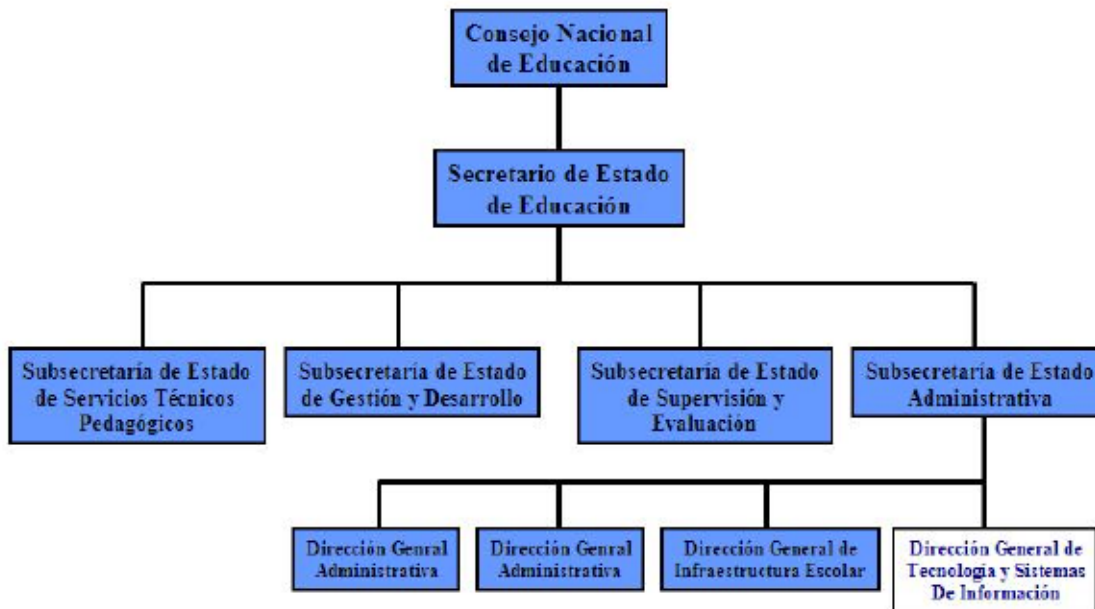 Consejo Nacional
de Educación
Secretario de Estado
de Educación
Subsecretaría de Estado
de Servicios Técnicos
Pedagógicos
Subsecretaría de Estado
de Gestión y Desarrollo
Subsecretaría de Estado
de Supervisión y
Evaluación
Subsecretaría de Estado
Administrativa
Dirección Genral
Administrativa
Dirección Genral
Administrativa
Dirección General de
Infraestructura Escolar
Dirección General de
Tecnología y Sistemas
De Información